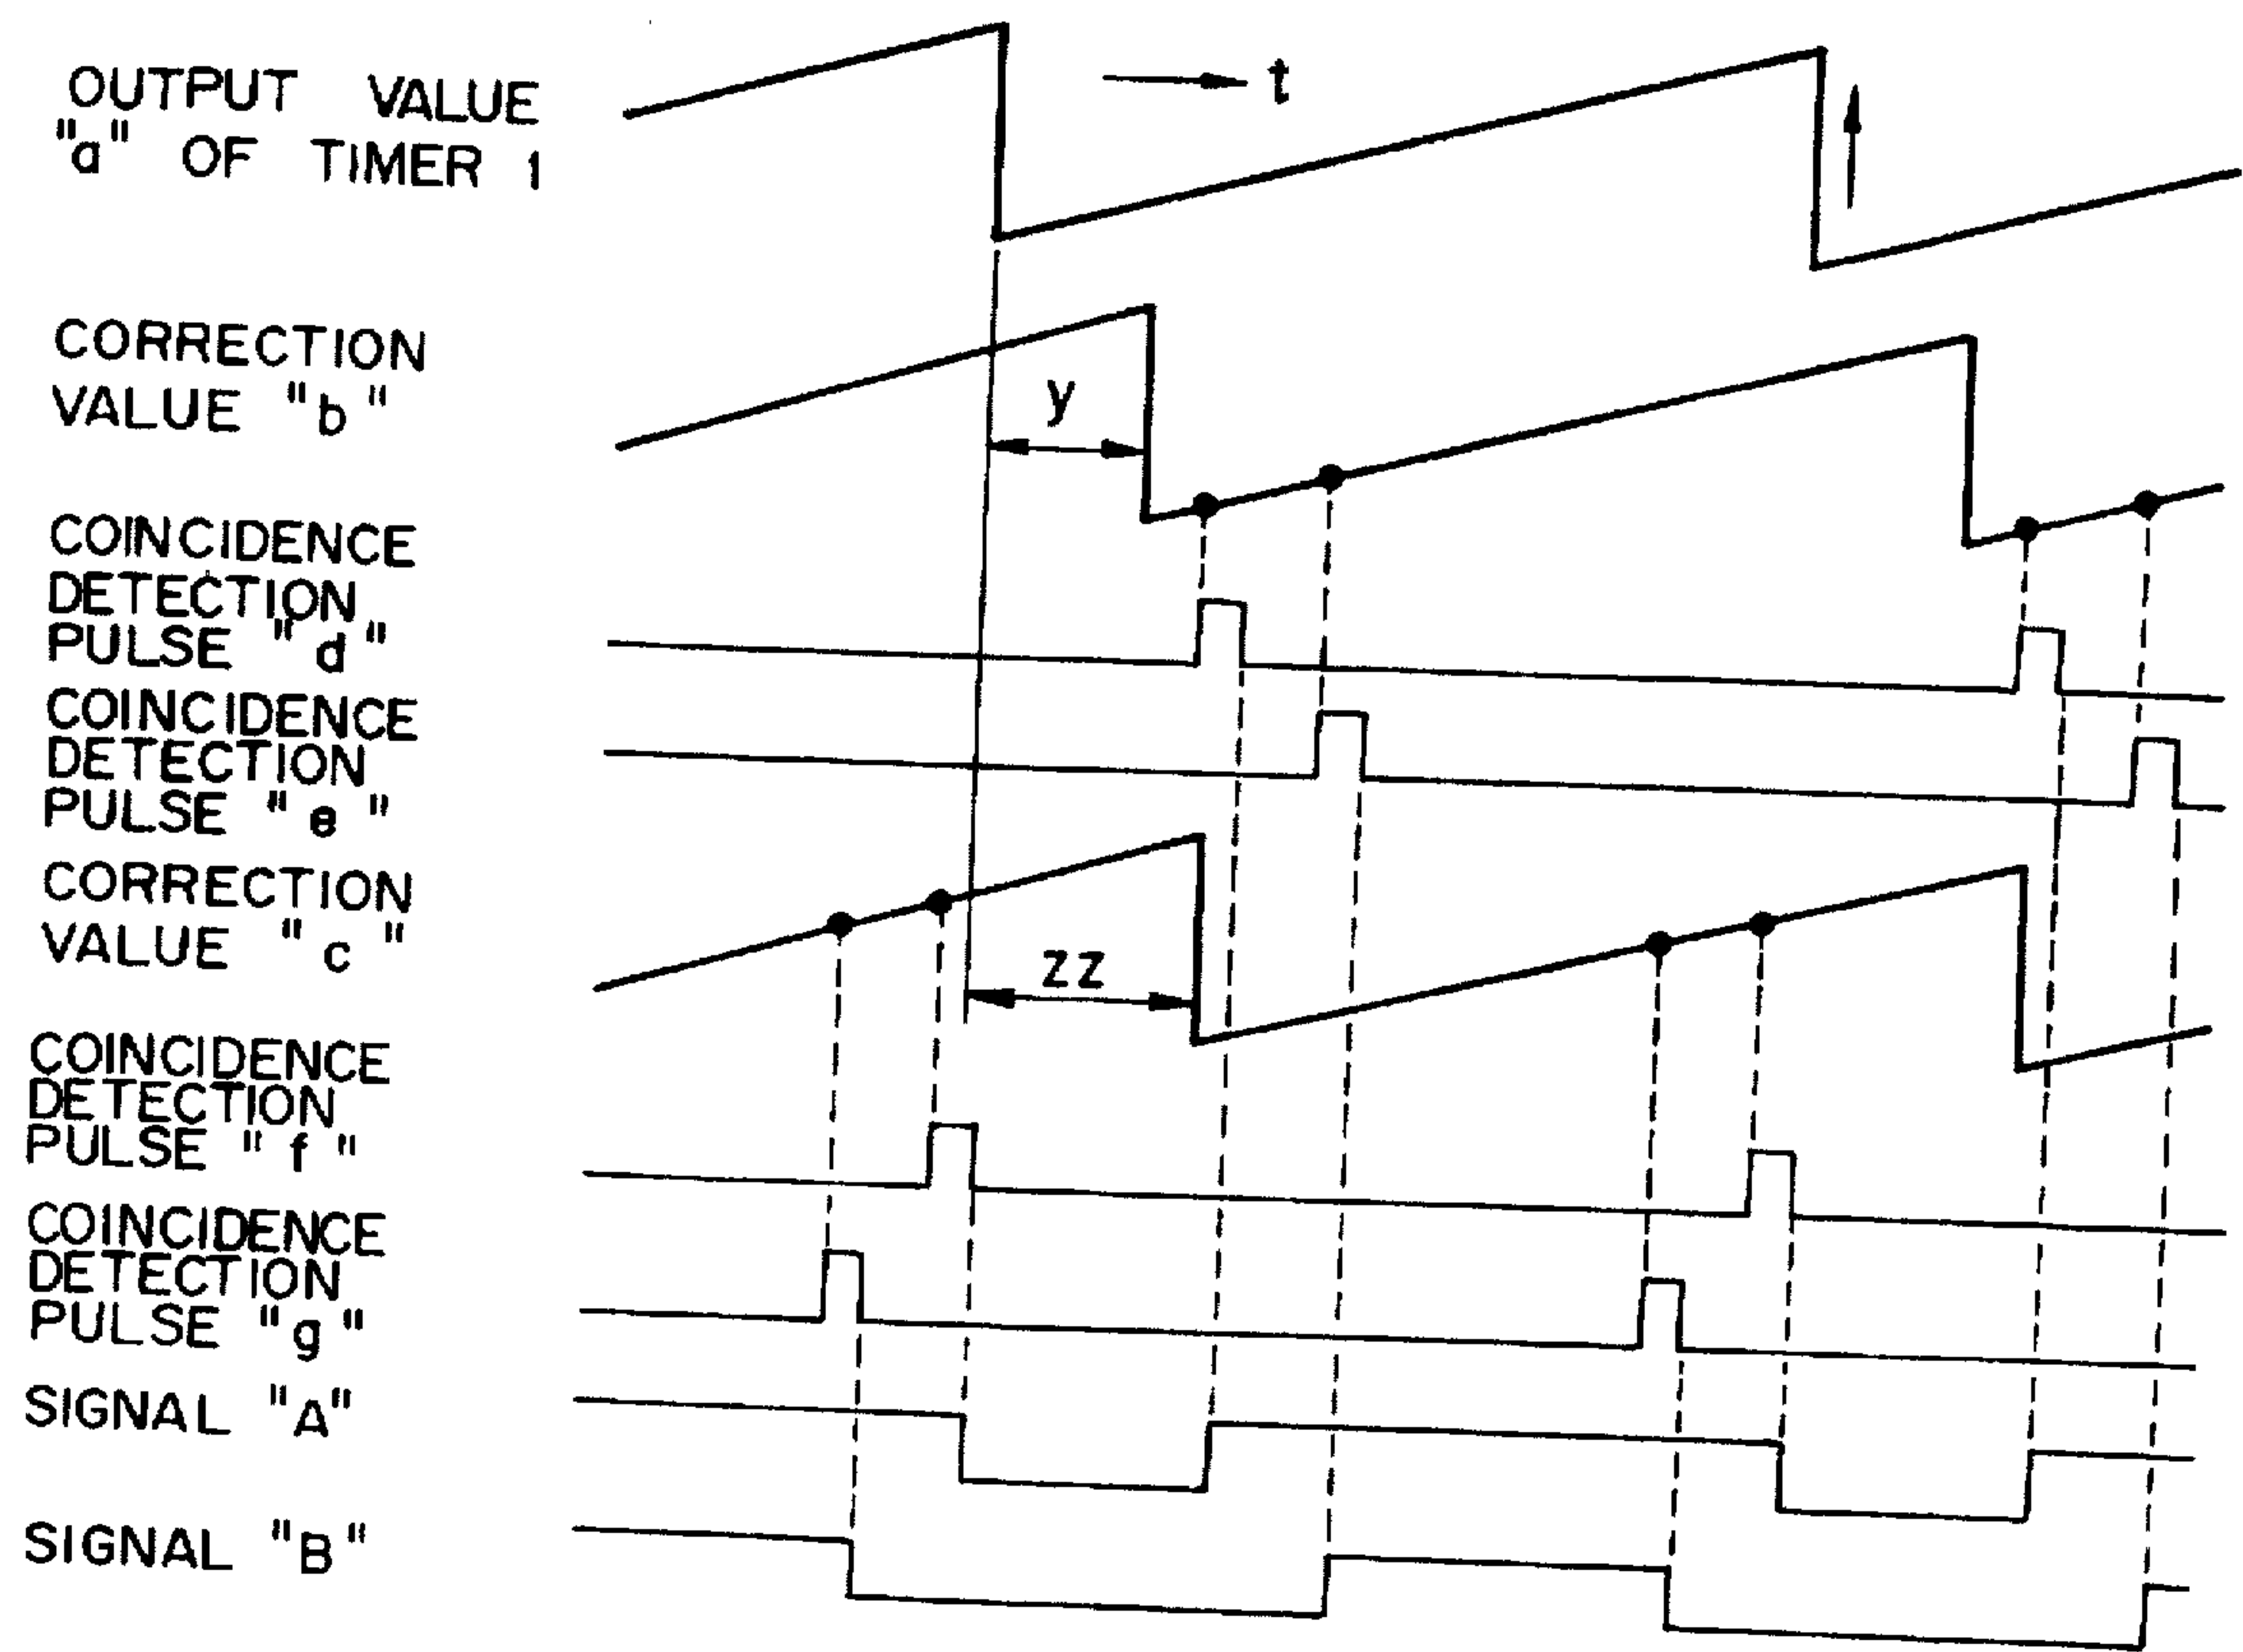 OUTPUT VALUE
"a" OF TIMER 1
t
CORRECTION
VALUE "b"
y
COINCIDENCE
DETECTION
PULSE "d"
COINCIDENCE
DETECTION
PULSE "e"
CORRECTION
VALUE "c"
ZZ
COINCIDENCE
DETECTION
PULSE "f"
COINCIDENCE
DETECTION
PULSE "g"
SIGNAL "A"
SIGNAL "B"